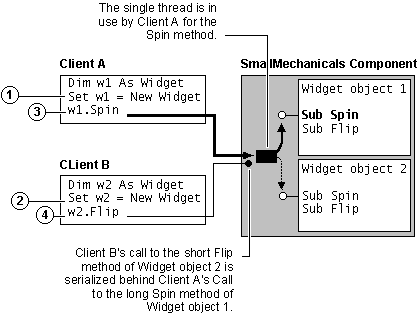 The single thread is in
use by Client A for the
Spin method.
Client A
SmallMechanicals Component
Dim w1 As Widget
1
Set w1 = New Widget
3
w1.Spin
Widget object 1
Sub Spin
Sub Flip
CLient B
Dim w2 As Widget
2
Set w2 = New Widget
4
w2.Flip
Widget object 2
Sub Spin
Sub Flip
Client B's call to the short Flip
method of Widget object 2 is
serialized behind Client A's Call
to the long Spin method of
Widget object 1.